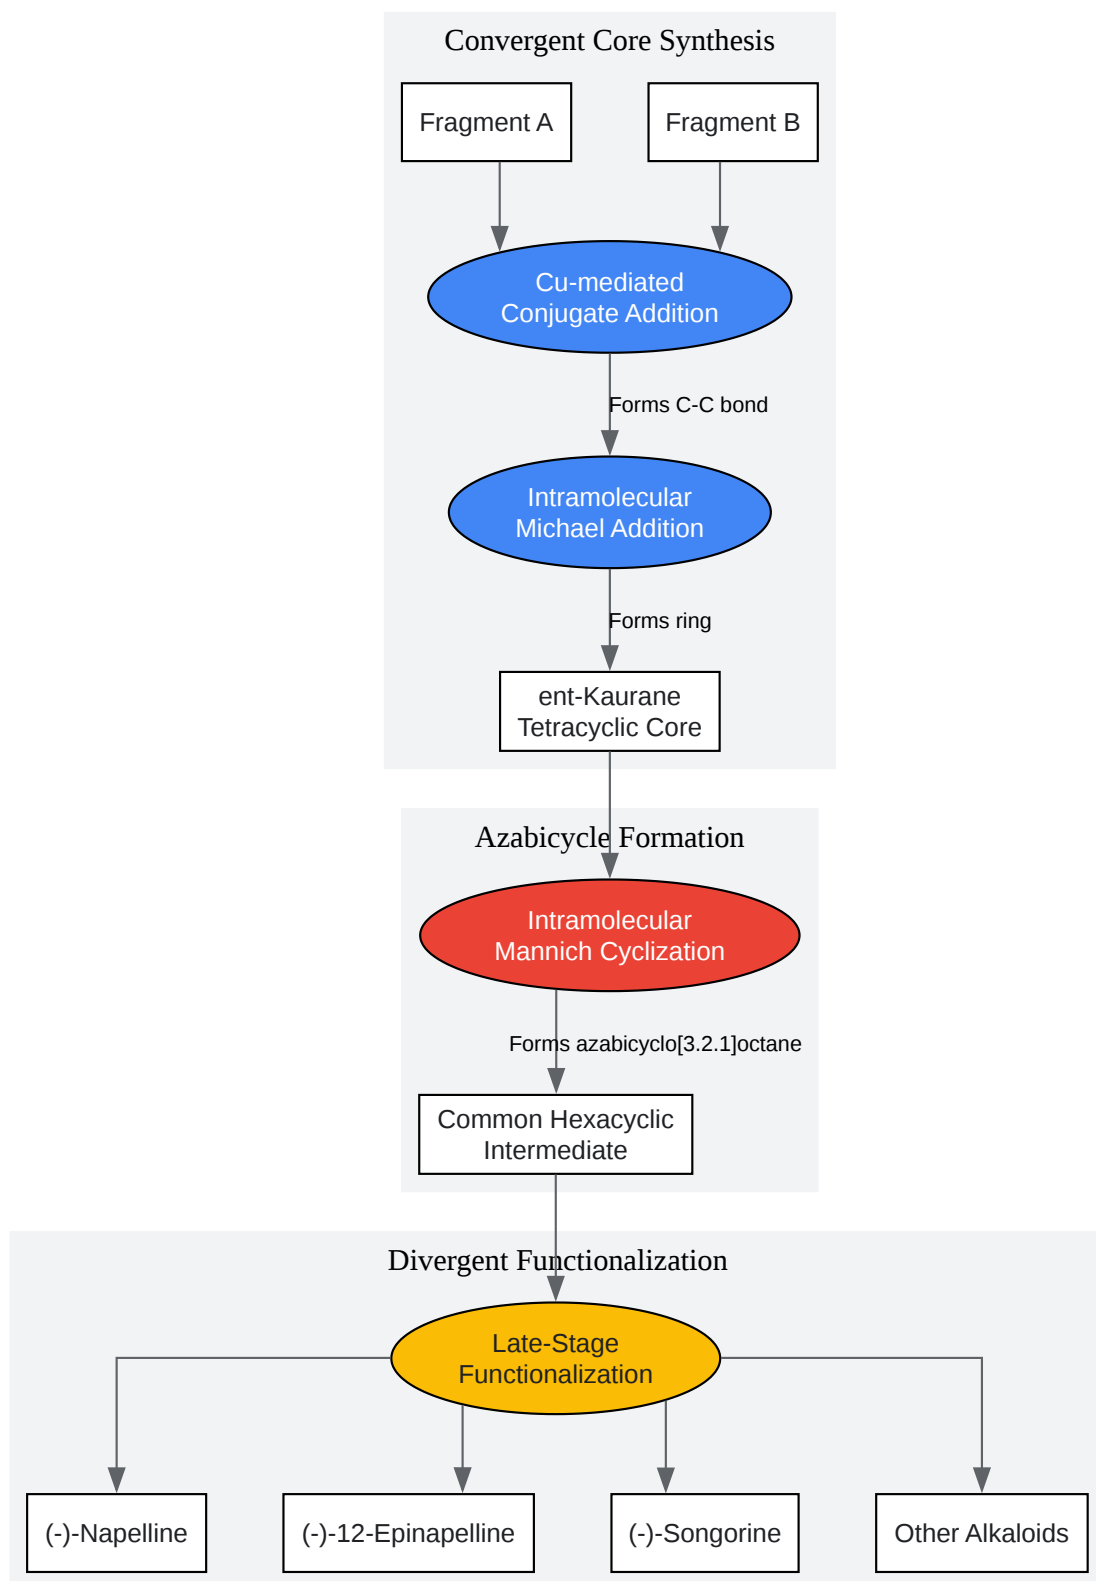 Convergent Core Synthesis
Fragment A
Fragment B
Cu-mediated
Conjugate Addition
Forms C-C bond
Intramolecular
Michael Addition
Forms ring
ent-Kaurane
Tetracyclic Core
Azabicycle Formation
Intramolecular
Mannich Cyclization
Forms azabicyclo[3.2.1]octane
Common Hexacyclic
Intermediate
Divergent Functionalization
Late-Stage
Functionalization
(-)-Napelline
(-)-12-Epinapelline
(-)-Songorine
Other Alkaloids